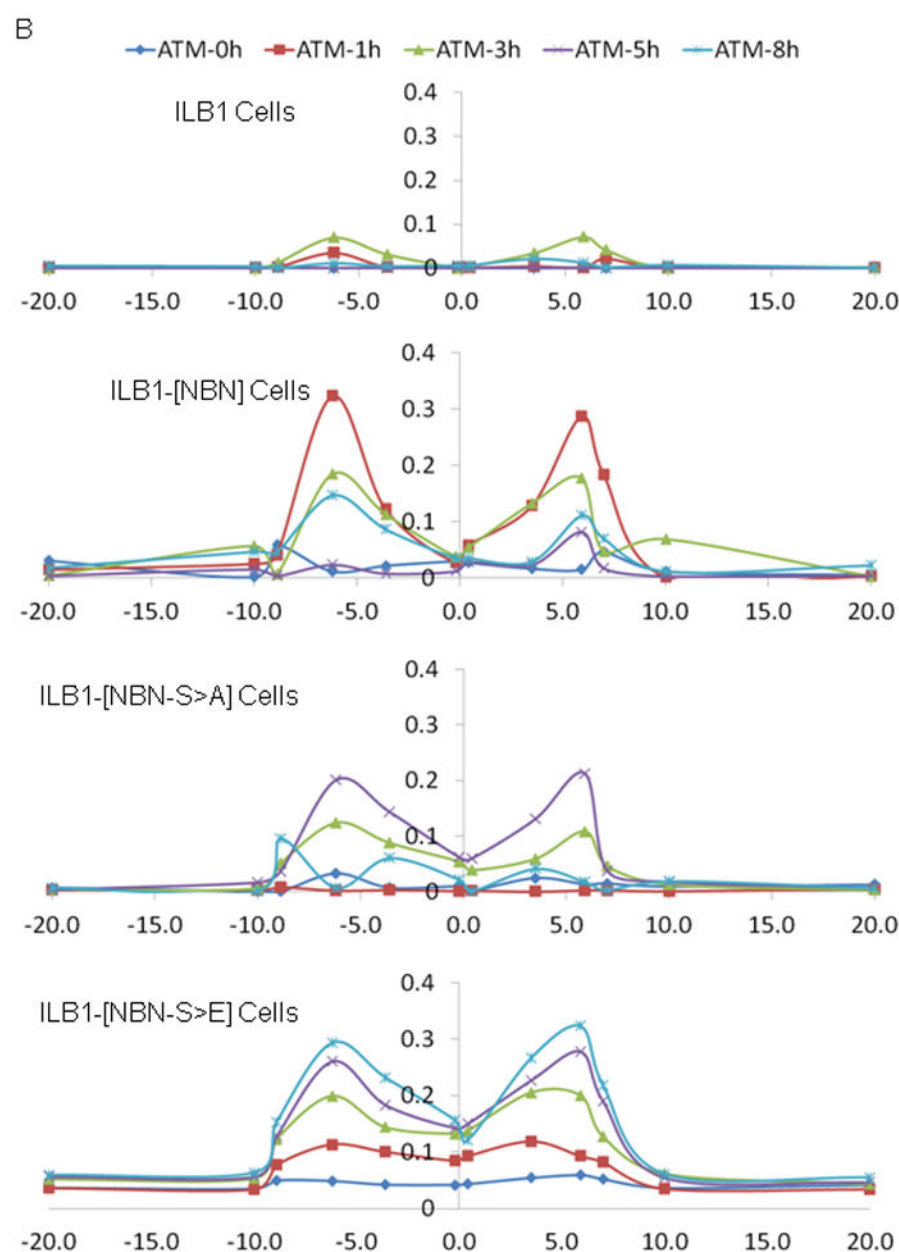 B
ATM-0h ATM-1h ATM-3h ATM-5h ATM-8h
ILB1 Cells
0.4
0.3
0.2
0.1
0
-20.0 -15.0 -10.0 -5.0 0.0 5.0 10.0 15.0 20.0
ILB1-[NBN] Cells
0.4
0.3
0.2
0.1
0
-20.0 -15.0 -10.0 -5.0 0.0 5.0 10.0 15.0 20.0
ILB1-[NBN-S>A] Cells
0.4
0.3
0.2
0.1
0
-20.0 -15.0 -10.0 -5.0 0.0 5.0 10.0 15.0 20.0
ILB1-[NBN-S>E] Cells
0.4
0.3
0.2
0.1
0
-20.0 -15.0 -10.0 -5.0 0.0 5.0 10.0 15.0 20.0